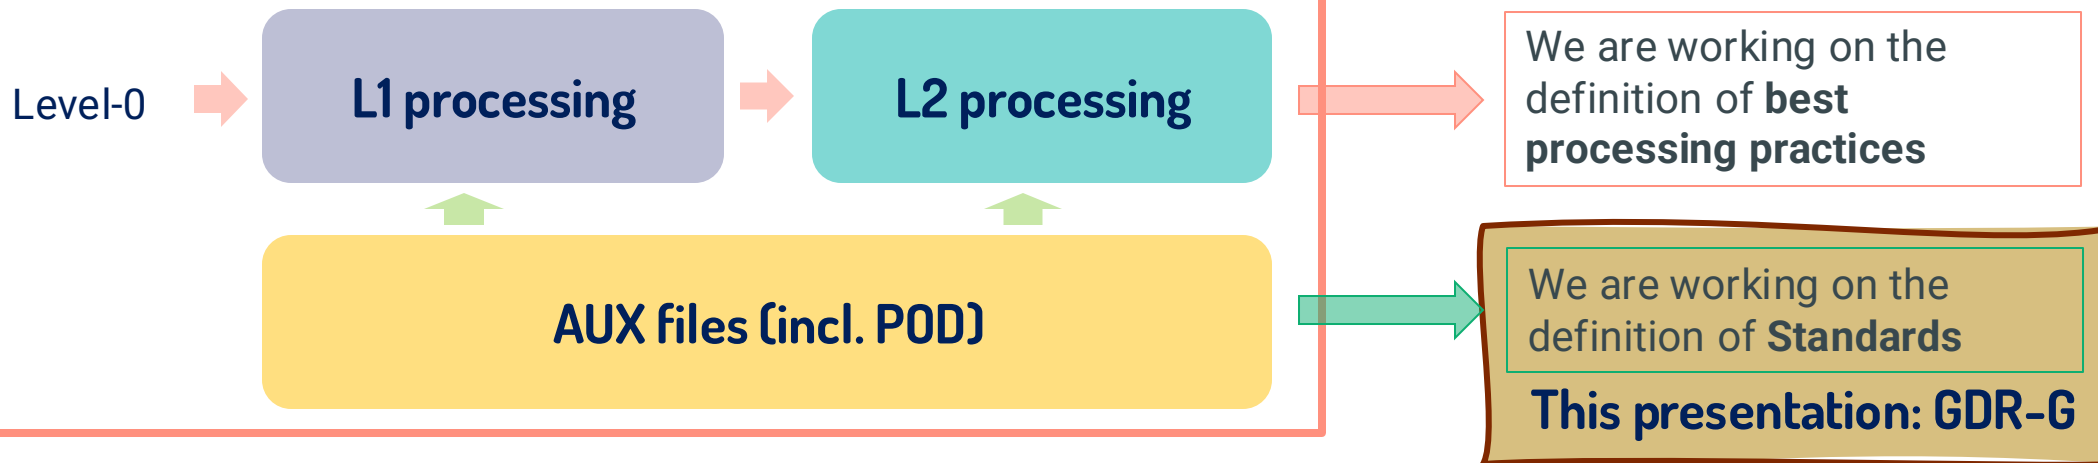 Level-0
L1 processing
L2 processing
We are working on the
definition of best
processing practices
AUX files (incl. POD)
We are working on the
definition of Standards
This presentation: GDR-G